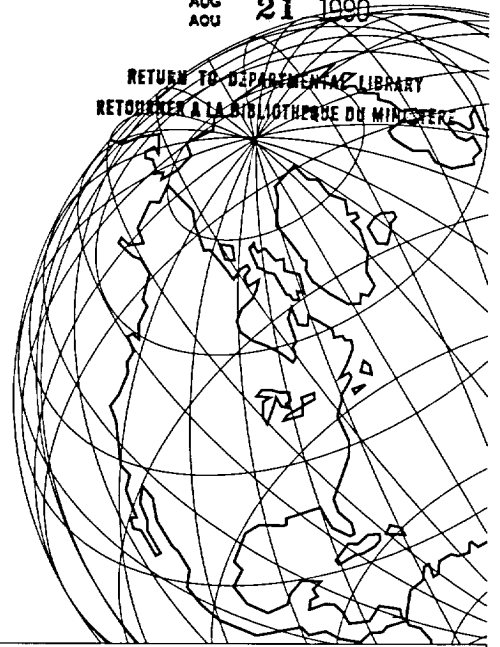 AUG
AOU 21 1990
RETURN TO DEPARTMENTAL LIBRARY
RETOURNER A LA BIBLIOTHEQUE DU MINISTERE